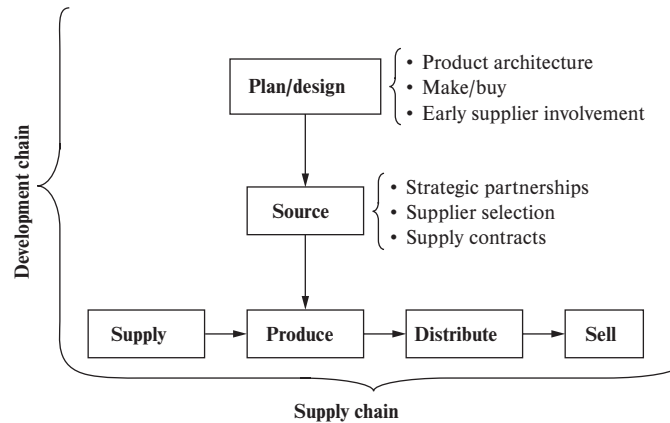 Development chain
Plan/design
• Product architecture
• Make/buy
• Early supplier involvement
Source
• Strategic partnerships
• Supplier selection
• Supply contracts
Supply
Produce
Distribute
Sell
Supply chain